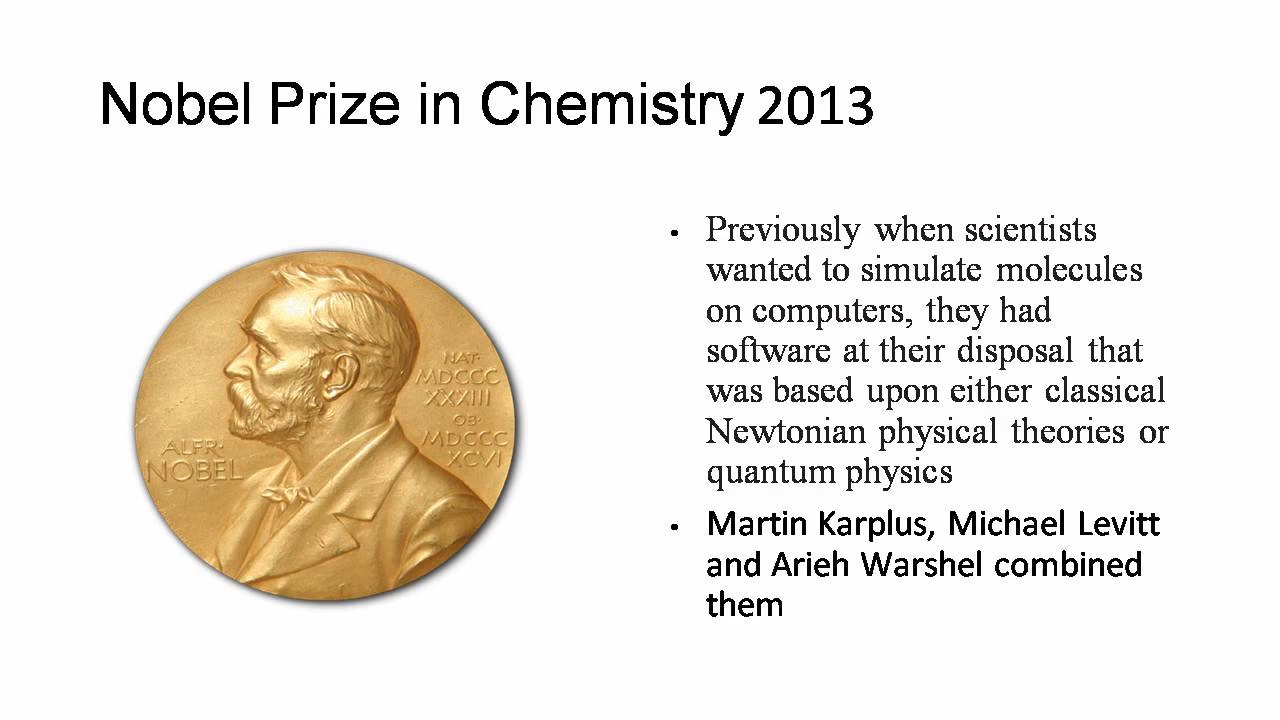 Nobel Prize in Chemistry 2013
ALFR·
NOBEL
NAT·
MDCCC
XXXIII
OB·
MDCCC
XCVI
• Previously when scientists
wanted to simulate molecules
on computers, they had
software at their disposal that
was based upon either classical
Newtonian physical theories or
quantum physics
• Martin Karplus, Michael Levitt
and Arieh Warshel combined
them